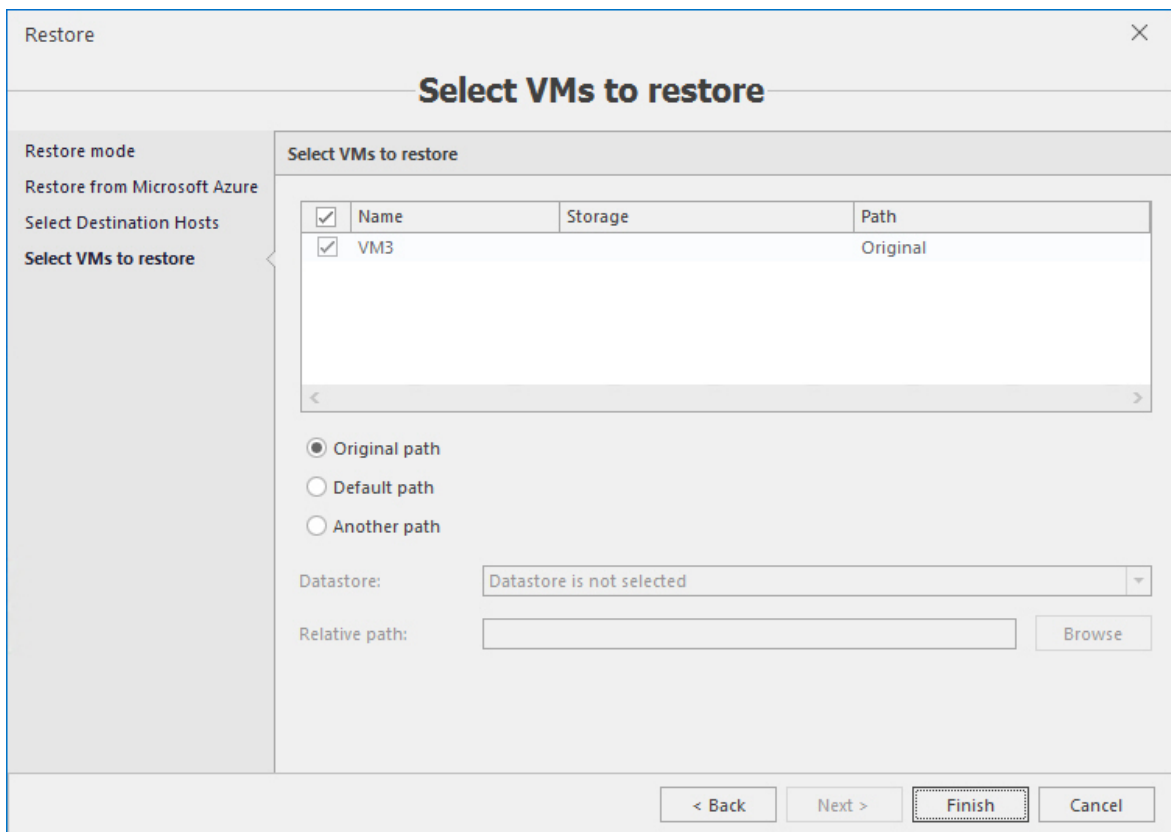 Restore
Select VMs to restore
Restore mode
Restore from Microsoft Azure
Select Destination Hosts
Select VMs to restore
Select VMs to restore
Name Storage Path
VM3 Original
Original path
Default path
Another path
Datastore: Datastore is not selected
Relative path: Browse
< Back Next > Finish Cancel